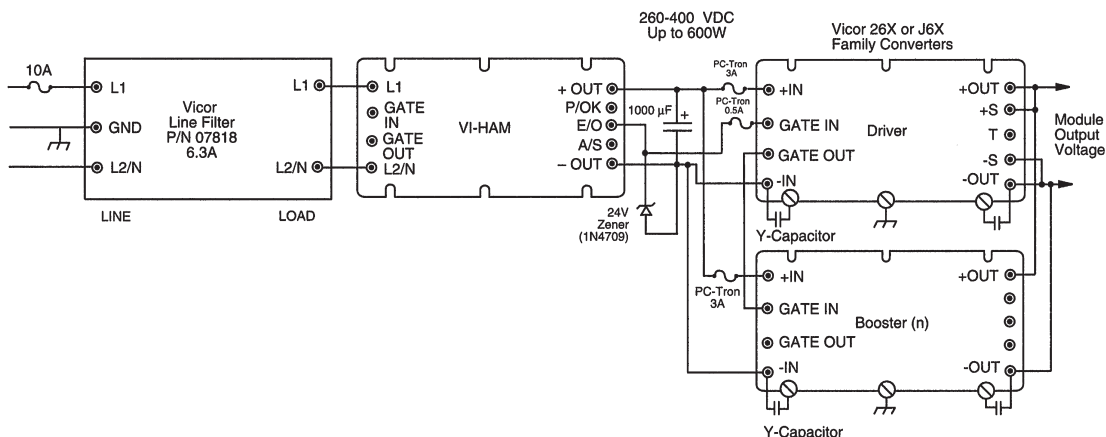 260-400 VDC
Up to 600W
Vicor 26X or J6X
Family Converters
10A
L1
GND
L2/N
Vicor
Line Filter
P/N 07818
6.3A
L1
L2/N
LINE
LOAD
L1
GATE
IN
GATE
OUT
L2/N
VI-HAM
+ OUT
P/OK
E/O
A/S
– OUT
1000 µF
+
24V
Zener
(1N4709)
PC-Tron
3A
PC-Tron
0.5A
+IN
GATE IN
GATE OUT
-IN
Driver
+OUT
+S
T
-S
-OUT
Module
Output
Voltage
Y-Capacitor
PC-Tron
3A
+IN
GATE IN
GATE OUT
-IN
Booster (n)
+OUT
-OUT
Y-Capacitor